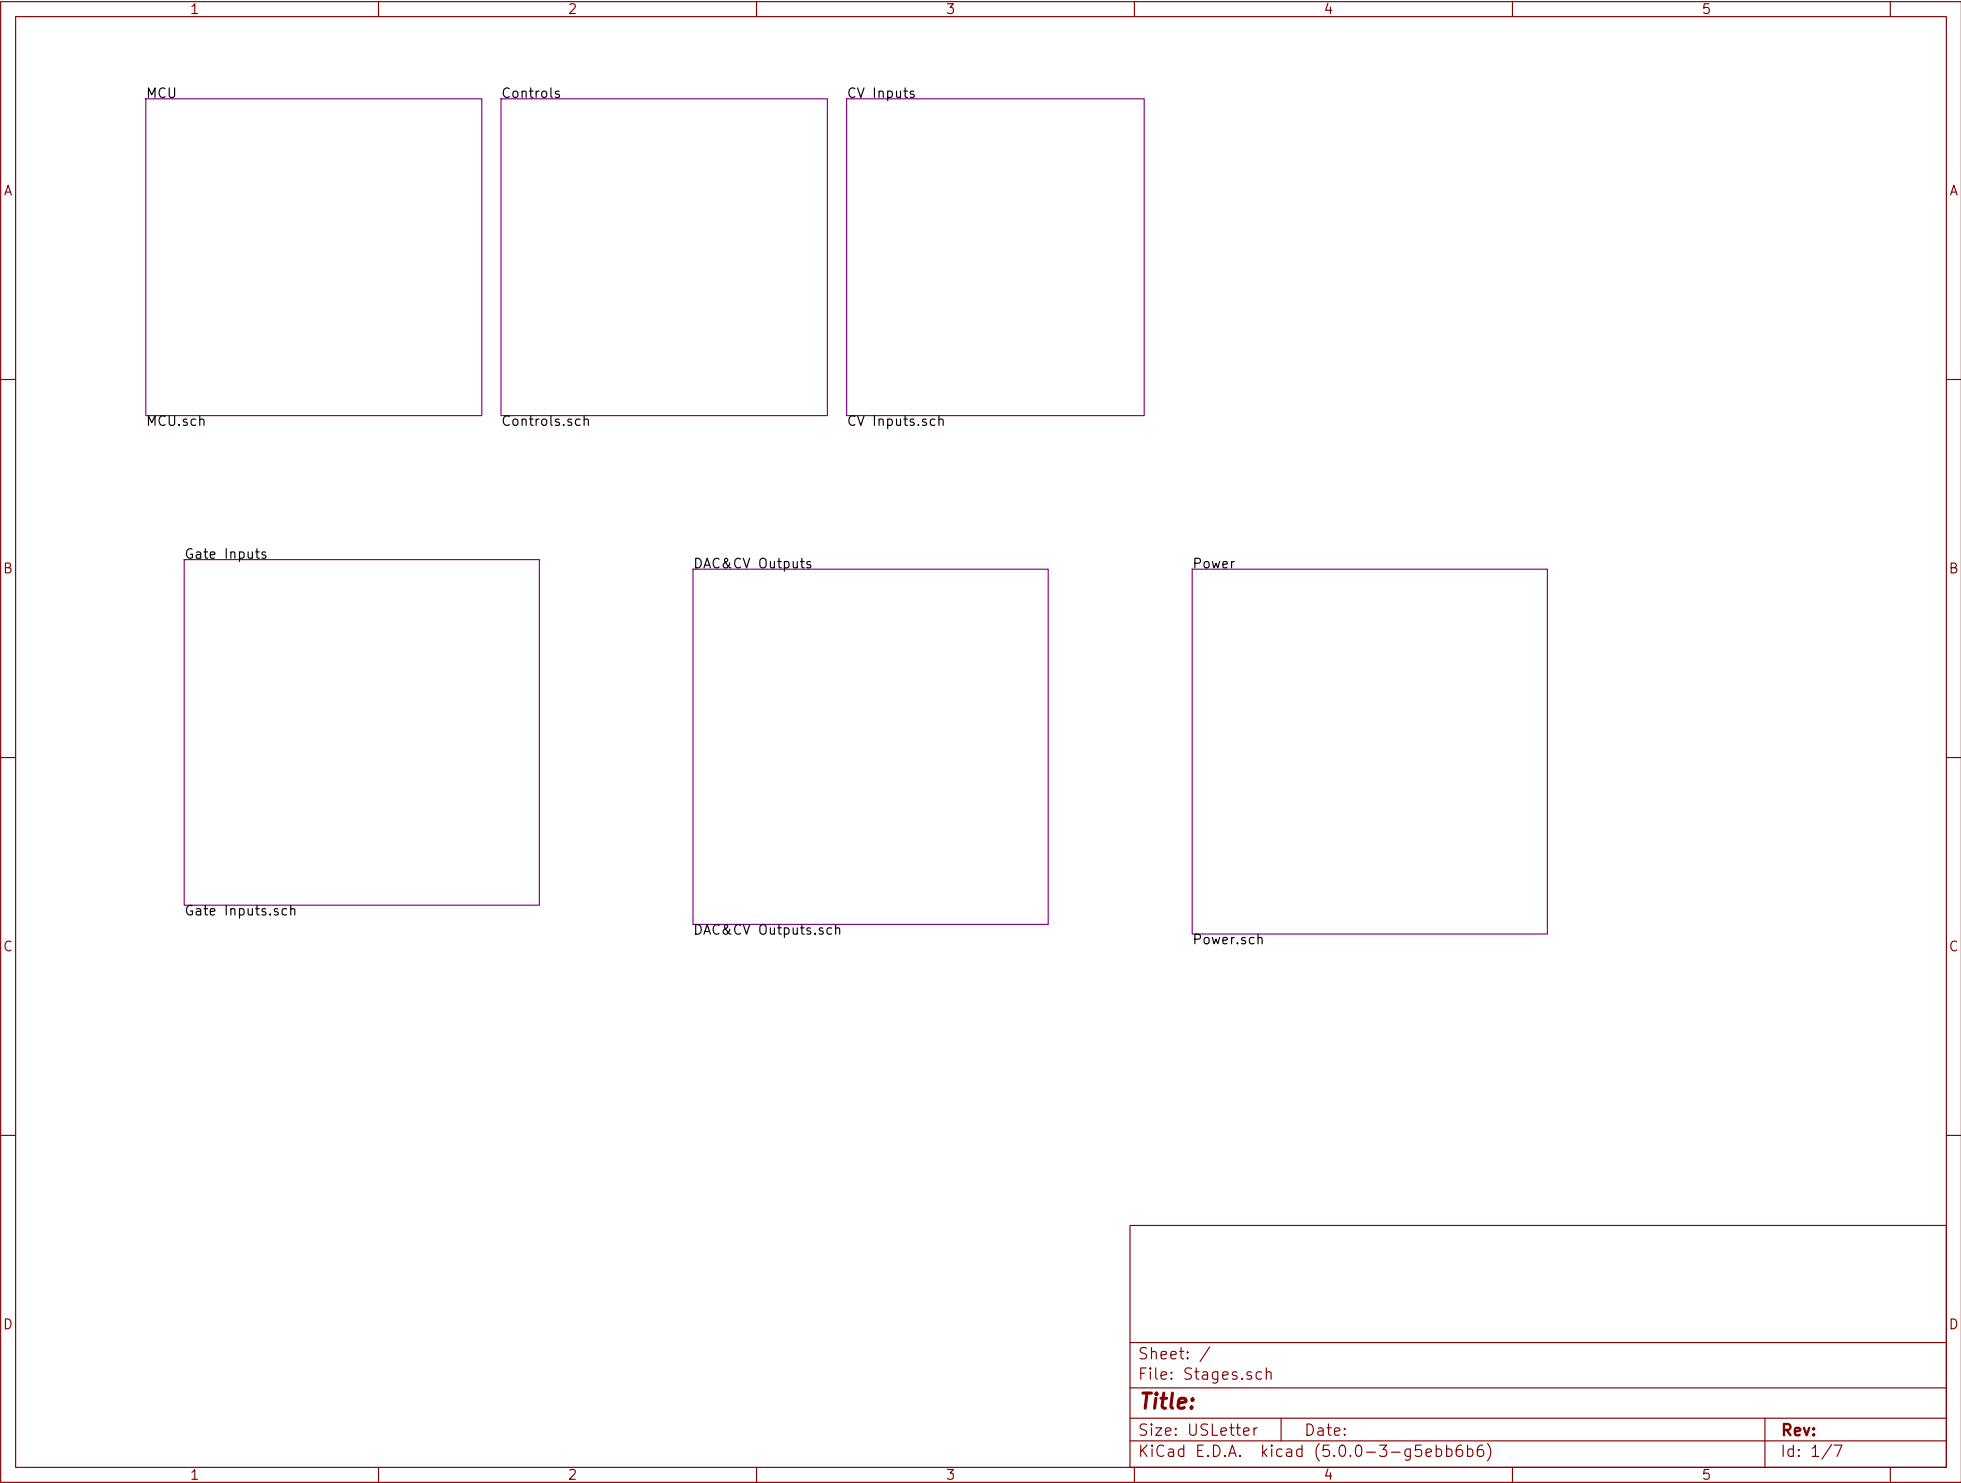 1 2 3 4 5
MCU Controls CV Inputs
A A
MCU.sch Controls.sch CV Inputs.sch
Gate Inputs DAC&CV Outputs Power
B B
Gate Inputs.sch DAC&CV Outputs.sch Power.sch
C C
D D
Sheet: /
File: Stages.sch
Title:
Size: USLetter Date: Rev:
KiCad E.D.A. kicad (5.0.0-3-g5ebb6b6) Id: 1/7
1 2 3 4 5